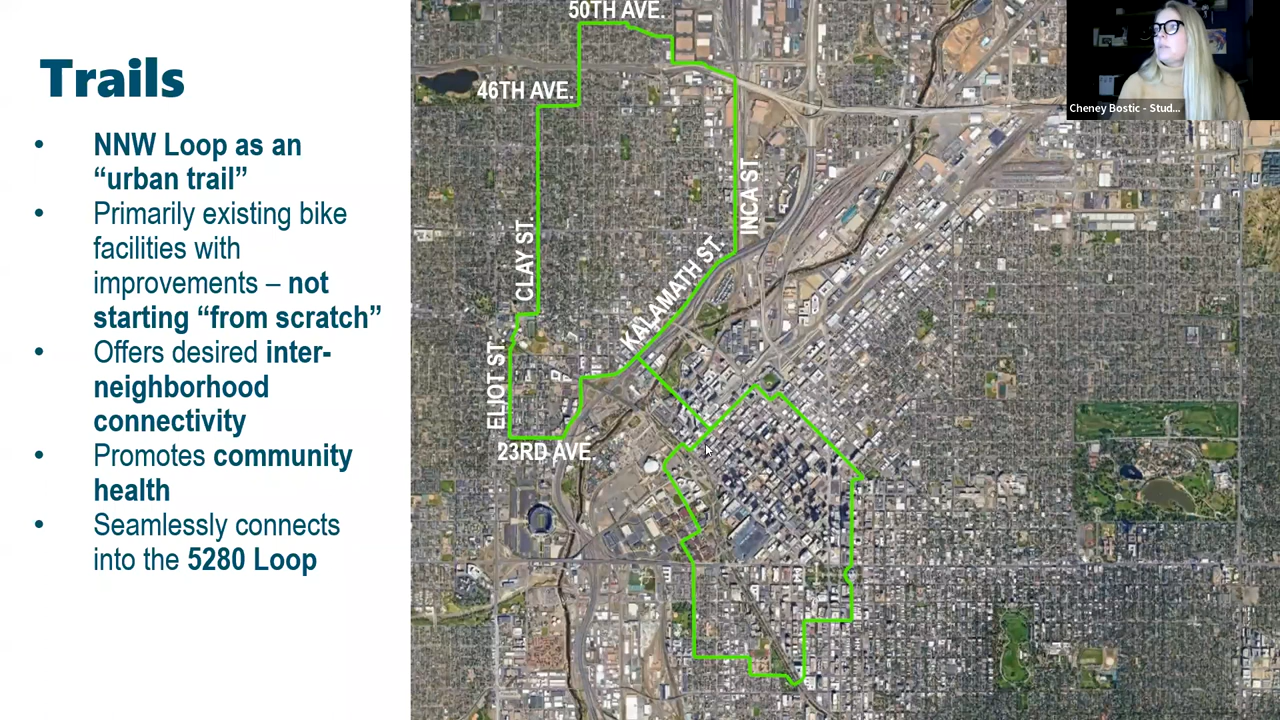 Trails
• NNW Loop as an
“urban trail”
• Primarily existing bike
facilities with
improvements – not
starting “from scratch”
• Offers desired inter-
neighborhood
connectivity
• Promotes community
health
• Seamlessly connects
into the 5280 Loop
50TH AVE.
46TH AVE.
INCA ST.
CLAY ST.
KALAMATH ST.
ELIOT ST.
23RD AVE.
Cheney Bostic - Stud...